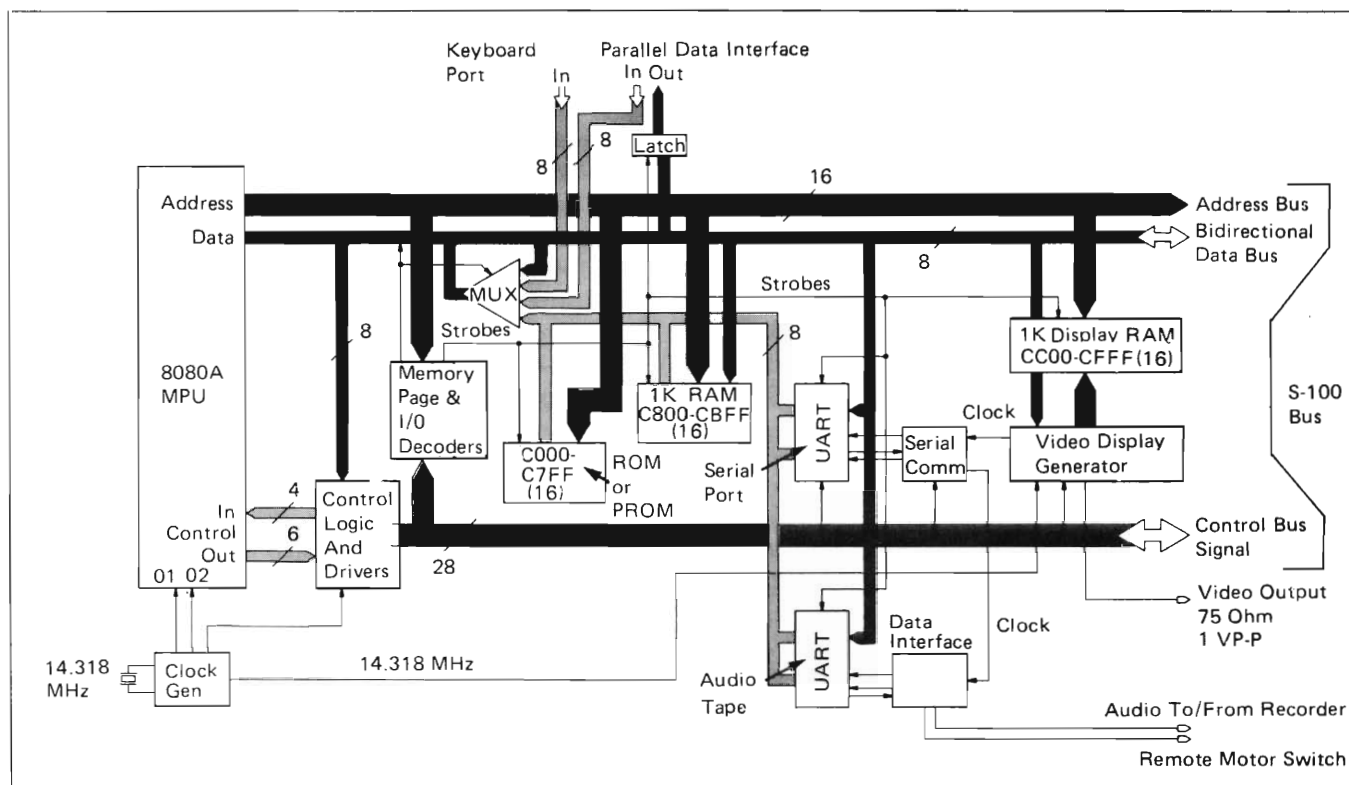 Keyboard
Port
In
Parallel Data Interface
In Out
8
8
Latch
16
Address
Data
Address Bus
Bidirectional
Data Bus
8
MUX
Strobes
Strobes
8
8
8080A
MPU
Memory
Page &
I/0
Decoders
1K RAM
C800-CBFF
(16)
C000-
C7FF
(16)
ROM
or
PROM
UART
Serial
Port
Serial
Comm
Clock
1K Display RAM
CC00-CFFF (16)
Video Display
Generator
S-100
Bus
In
Control
Out
4
6
Control
Logic
And
Drivers
28
Control Bus
Signal
01 02
14.318
MHz
Clock
Gen
14.318 MHz
UART
Audio
Tape
Data
Interface
Clock
Video Output
75 Ohm
1 VP-P
Audio To/From Recorder
Remote Motor Switch